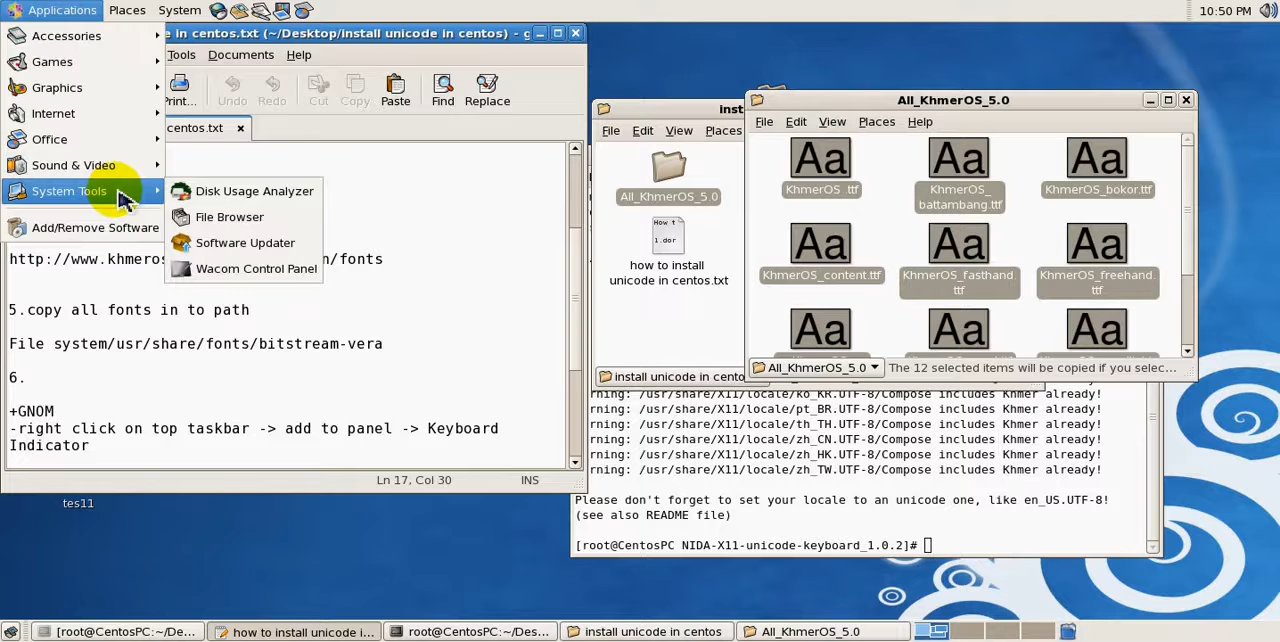 Applications Places System 10:50 PM
Accessories
Games
Graphics
Internet
Office
Sound & Video
System Tools
Add/Remove Software
Disk Usage Analyzer
File Browser
Software Updater
Wacom Control Panel
e in centos.txt (~/Desktop/install unicode in centos) - g
Tools Documents Help
Print... Undo Redo Cut Copy Paste Find Replace
centos.txt
http://www.khmeros /fonts
5.copy all fonts in to path
File system/usr/share/fonts/bitstream-vera
6.
+GNOM
-right click on top taskbar -> add to panel -> Keyboard
Indicator
Ln 17, Col 30 INS
tes11
inst
File Edit View Places
All_KhmerOS_5.0
How t
1.dor
how to install
unicode in centos.txt
install unicode in cento
All_KhmerOS_5.0
File Edit View Places Help
KhmerOS .ttf
KhmerOS_
battambang.ttf
KhmerOS_bokor.ttf
KhmerOS_content.ttf
KhmerOS_fasthand.
ttf
KhmerOS_freehand.
ttf
All_KhmerOS_5.0 The 12 selected items will be copied if you selec...
rning: /usr/share/X11/locale/ko_KR.UTF-8/Compose includes Khmer already!
rning: /usr/share/X11/locale/pt_BR.UTF-8/Compose includes Khmer already!
rning: /usr/share/X11/locale/th_TH.UTF-8/Compose includes Khmer already!
rning: /usr/share/X11/locale/zh_CN.UTF-8/Compose includes Khmer already!
rning: /usr/share/X11/locale/zh_HK.UTF-8/Compose includes Khmer already!
rning: /usr/share/X11/locale/zh_TW.UTF-8/Compose includes Khmer already!
Please don't forget to set your locale to an unicode one, like en_US.UTF-8!
(see also README file)
[root@CentosPC NIDA-X11-unicode-keyboard_1.0.2]#
[root@CentosPC:~/Des... how to install unicode i... root@CentosPC:~/Desk... install unicode in centos All_KhmerOS_5.0